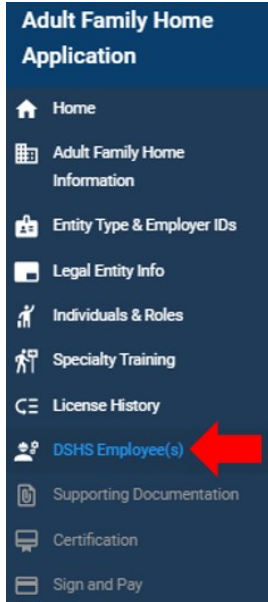 Adult Family Home
Application
Home
Adult Family Home
Information
Entity Type & Employer IDs
Legal Entity Info
Individuals & Roles
Specialty Training
License History
DSHS Employee(s)
Supporting Documentation
Certification
Sign and Pay